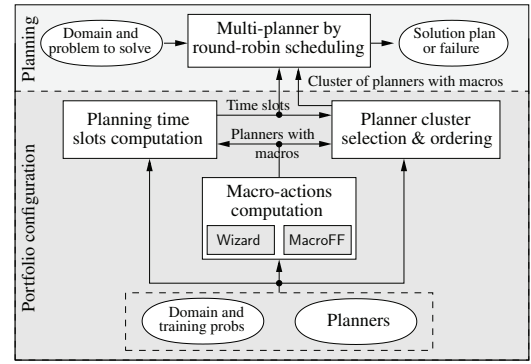 Planning
Domain and
problem to solve
Multi-planner by
round-robin scheduling
Solution plan
or failure
Cluster of planners with macros
Portfolio configuration
Time slots
Planning time
slots computation
Planner cluster
selection & ordering
Planners with
macros
Macro-actions
computation
Wizard
MacroFF
Domain and
training probs
Planners